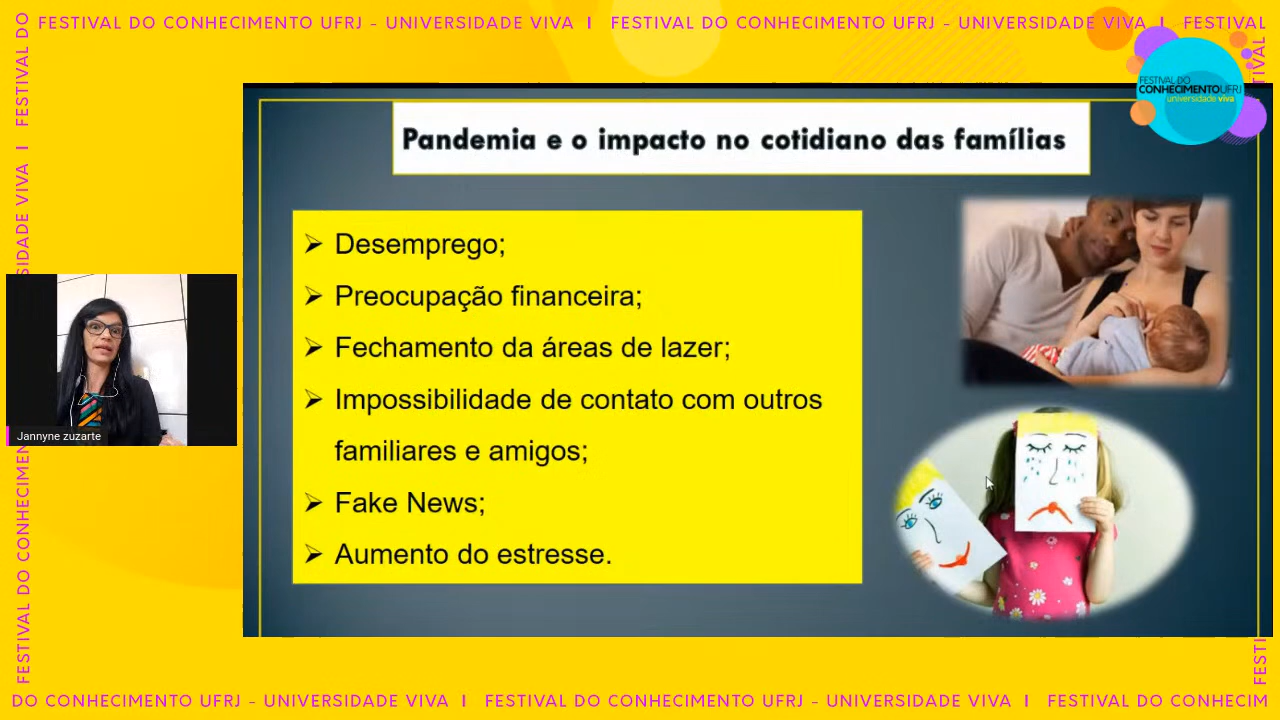 FESTIVAL DO CONHECIMENTO UFRJ - UNIVERSIDADE VIVA I FESTIVAL DO CONHECIMENTO UFRJ - UNIVERSIDADE VIVA I FESTIVAL
FESTIVAL DO
CONHECIMENTOUFRJ
universidade viva
Pandemia e o impacto no cotidiano das famílias
➢ Desemprego;
➢ Preocupação financeira;
➢ Fechamento da áreas de lazer;
➢ Impossibilidade de contato com outros
familiares e amigos;
➢ Fake News;
➢ Aumento do estresse.
Jannyne zuzarte
FESTIVAL DO CONHECIMEN
SIDADE VIVA I FESTIVAL DO
TIVAL
FESTI
DO CONHECIMENTO UFRJ - UNIVERSIDADE VIVA I FESTIVAL DO CONHECIMENTO UFRJ - UNIVERSIDADE VIVA I FESTIVAL DO CONHECIM